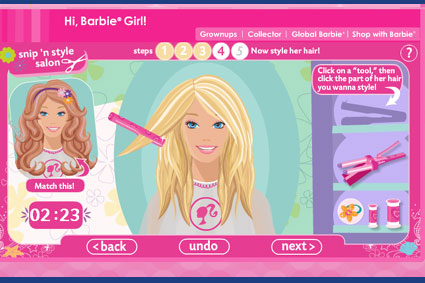 Hi, Barbie® Girl!
Grownups | Collector | Global Barbie® | Shop with Barbie®
snip 'n style
salon
steps 1 2 3 4 5 Now style her hair!
?
Click on a "tool," then
click the part of her hair
you wanna style!
Match this!
02:23
< back
undo
next >